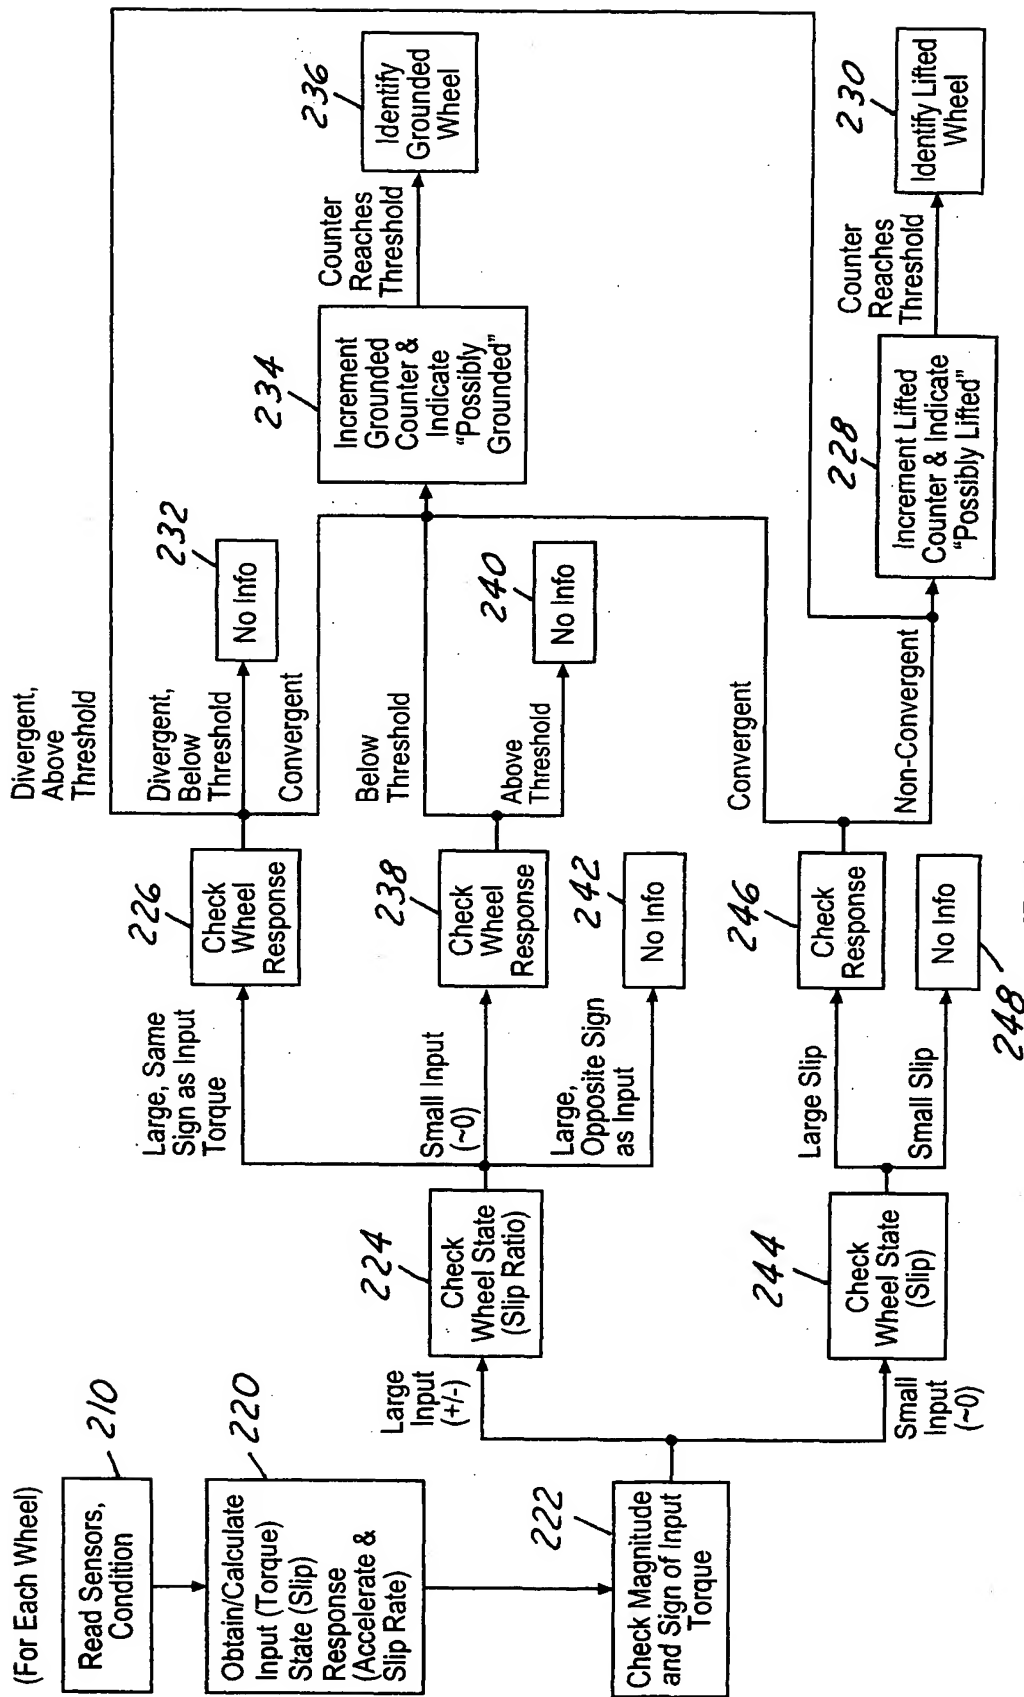 (For Each Wheel)
210
Read Sensors,
Condition
220
Obtain/Calculate
Input (Torque)
State (Slip)
Response
(Accelerate &
Slip Rate)
222
Check Magnitude
and Sign of Input
Torque
Large
Input
(+/-)
Small
Input
(~0)
224
Check
Wheel State
(Slip Ratio)
244
Check
Wheel State
(Slip)
Large, Same
Sign as Input
Torque
Small Input
(~0)
Large,
Opposite Sign
as Input
Large Slip
Small Slip
226
Check
Wheel
Response
238
Check
Wheel
Response
242
No Info
246
Check
Response
No Info
248
Divergent,
Above
Threshold
Divergent,
Below
Threshold
Convergent
Below
Threshold
Above
Threshold
Convergent
Non-Convergent
232
No Info
240
No Info
234
Increment
Grounded
Counter &
Indicate
"Possibly
Grounded"
228
Increment Lifted
Counter & Indicate
"Possibly Lifted"
Counter
Reaches
Threshold
Counter
Reaches
Threshold
236
Identify
Grounded
Wheel
230
Identify Lifted
Wheel